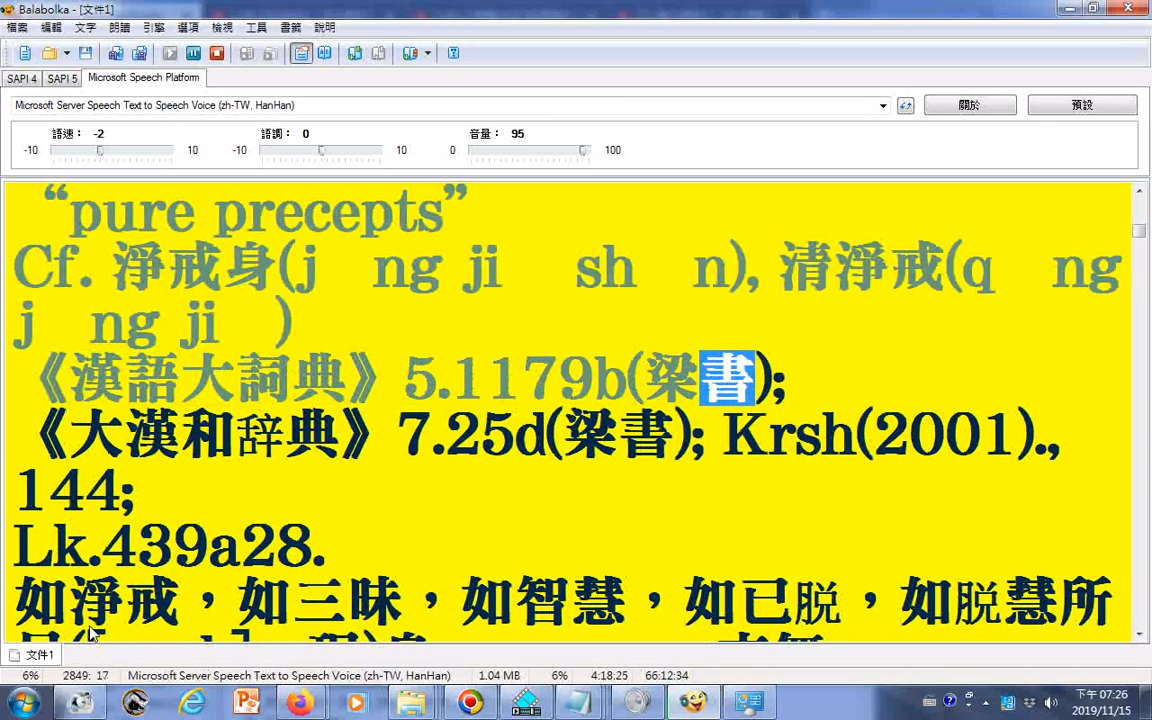 Balabolka - [文件1]
檔案 編輯 文字 朗讀 引擎 選項 檢視 工具 書籤 說明
SAPI 4 SAPI 5 Microsoft Speech Platform
Microsoft Server Speech Text to Speech Voice (zh-TW, HanHan) 關於 預設
語速： -2 語調： 0 音量： 95
-10 10 -10 10 0 100
“pure precepts”
Cf. 淨戒身(j ng ji sh n), 清淨戒(q ng
j ng ji )
《漢語大詞典》 5.1179b(梁書);
《大漢和辞典》 7.25d(梁書); Krsh(2001).,
144;
Lk.439a28.
如淨戒，如三昧，如智慧，如已脱，如脱慧所
文件1
6% 2849: 17 Microsoft Server Speech Text to Speech Voice (zh-TW, HanHan) 1.04 MB 6% 4:18:25 66:12:34
下午 07:26
2019/11/15